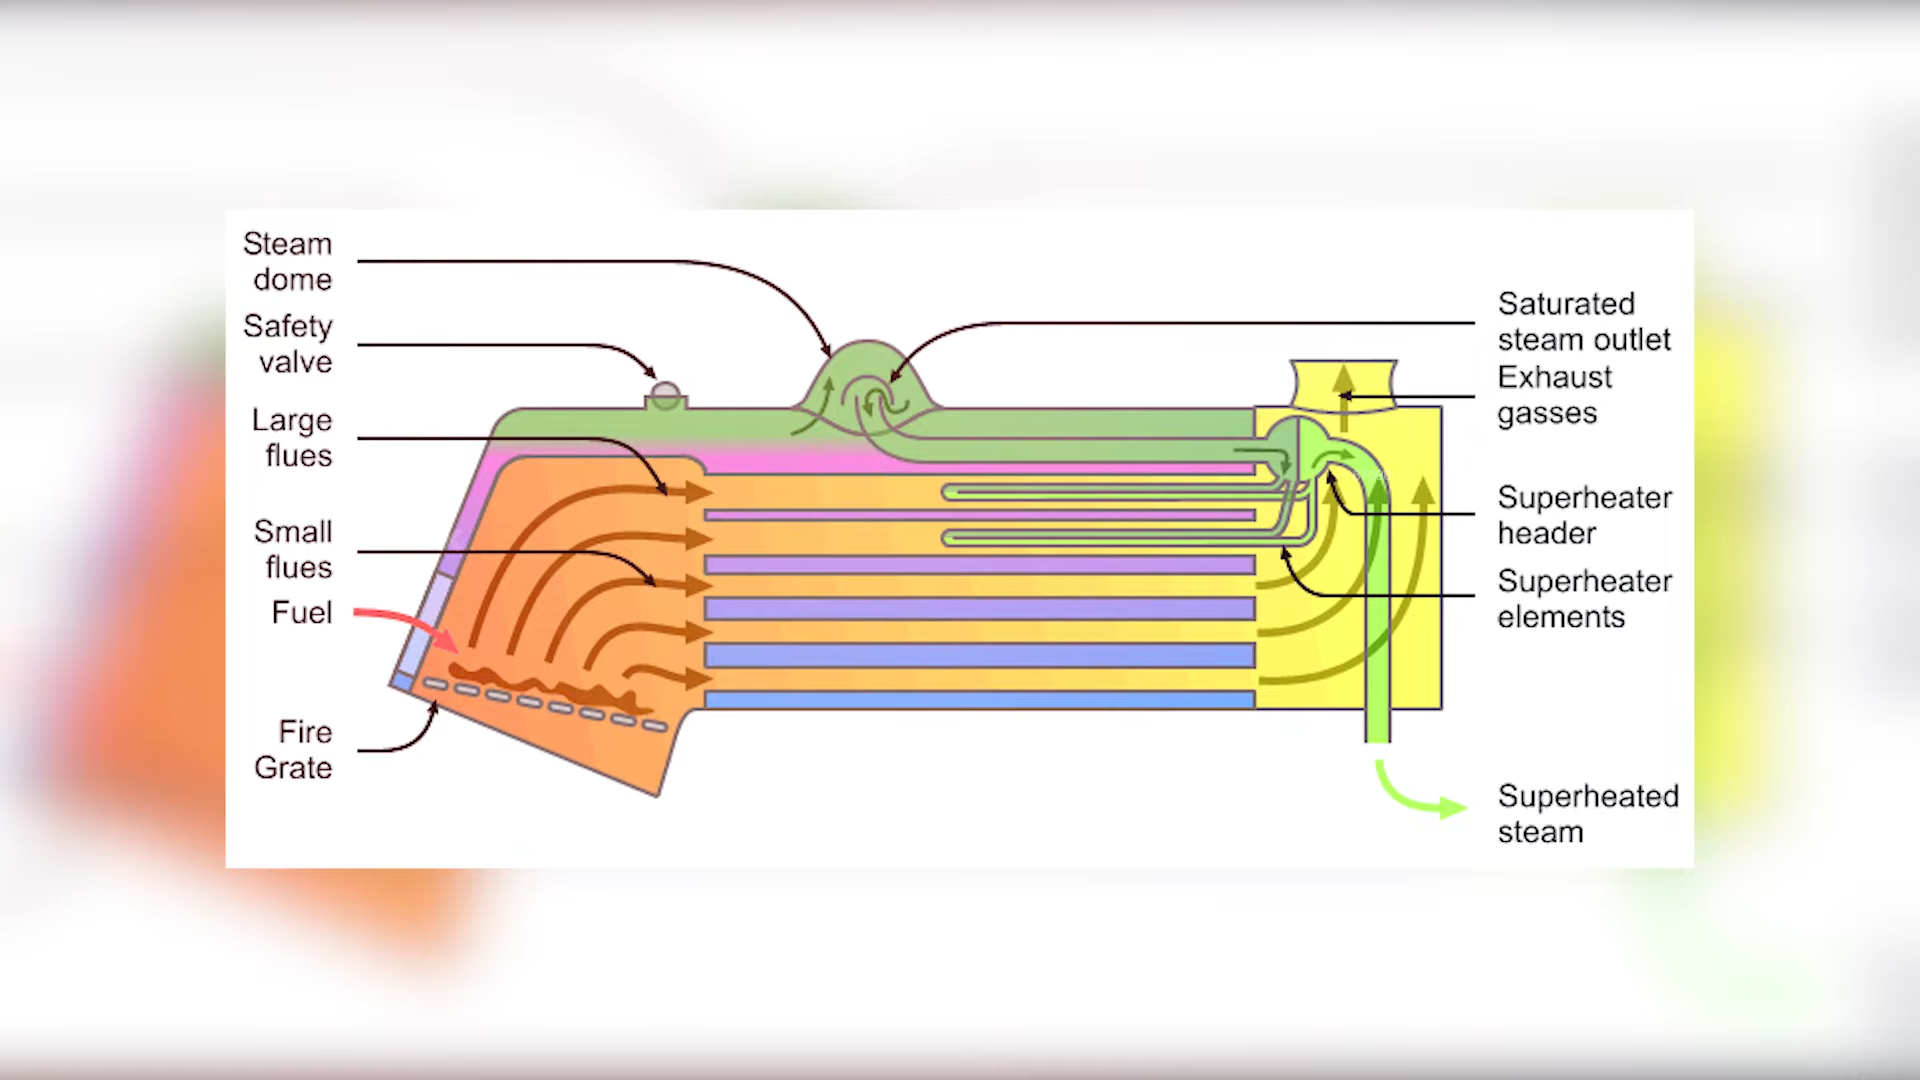 Steam
dome
Safety
valve
Large
flues
Small
flues
Fuel
Fire
Grate
Saturated
steam outlet
Exhaust
gasses
Superheater
header
Superheater
elements
Superheated
steam